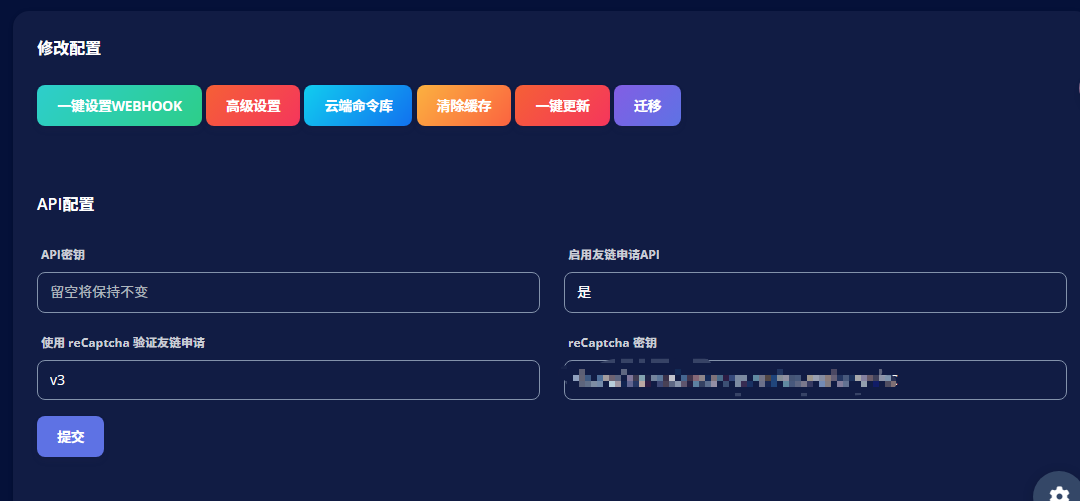 修改配置
一键设置WEBHOOK 高级设置 云端命令库 清除缓存 一键更新 迁移
API配置
API密钥 启用友链申请API
留空将保持不变 是
使用 reCaptcha 验证友链申请 reCaptcha 密钥
v3
提交